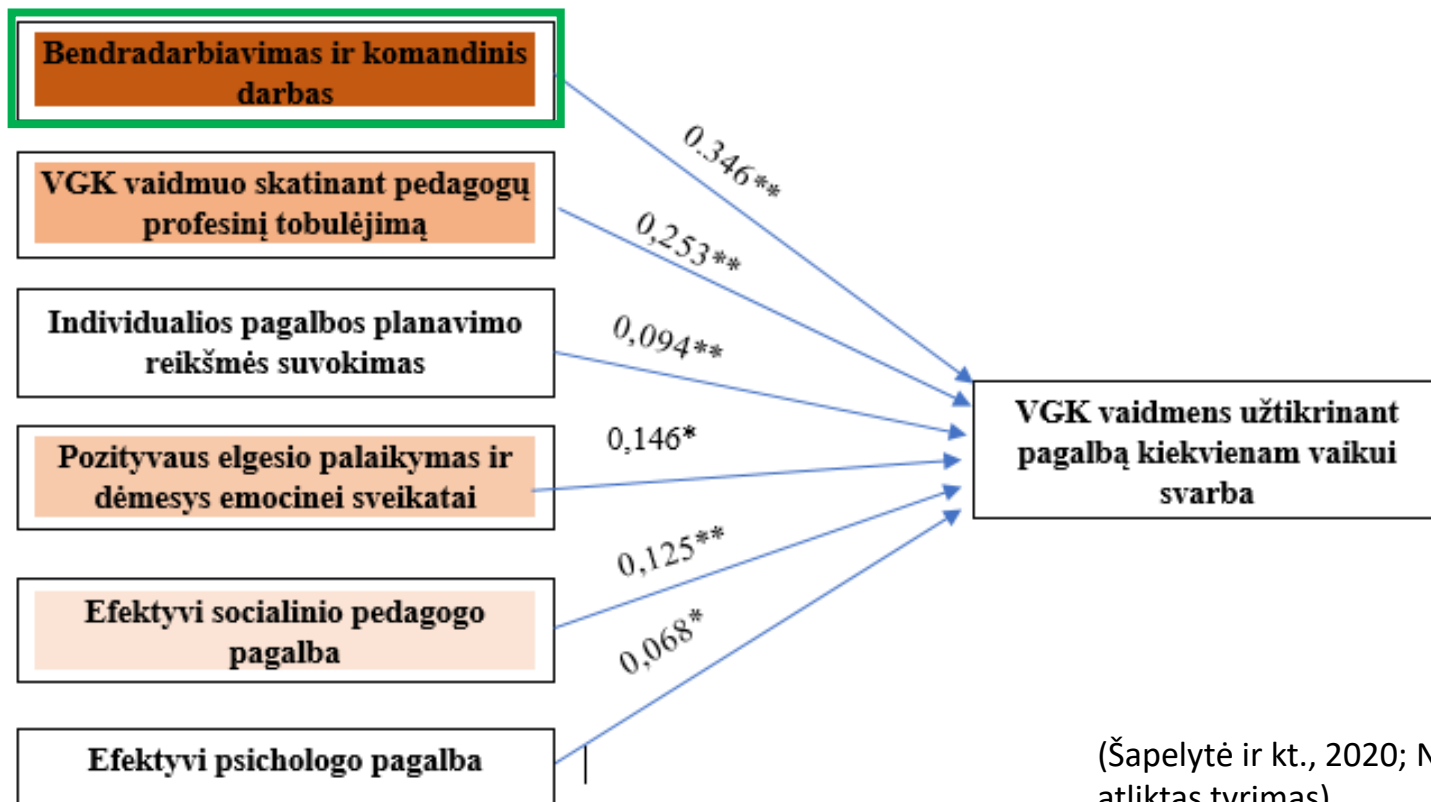 Bendradarbiavimas ir komandinis
darbas
0.346**
VGK vaidmuo skatinant pedagogų
profesinį tobulėjimą
0,253**
Individualios pagalbos planavimo
reikšmės suvokimas
0,094**
Pozityvaus elgesio palaikymas ir
dėmesys emocinei sveikatai
0,146*
Efektyvi socialinio pedagogo
pagalba
0,125**
Efektyvi psichologo pagalba
0,068*
VGK vaidmens užtikrinant
pagalbą kiekvienam vaikui
svarba
(Šapelytė ir kt., 2020;
atliktas tyrimas)